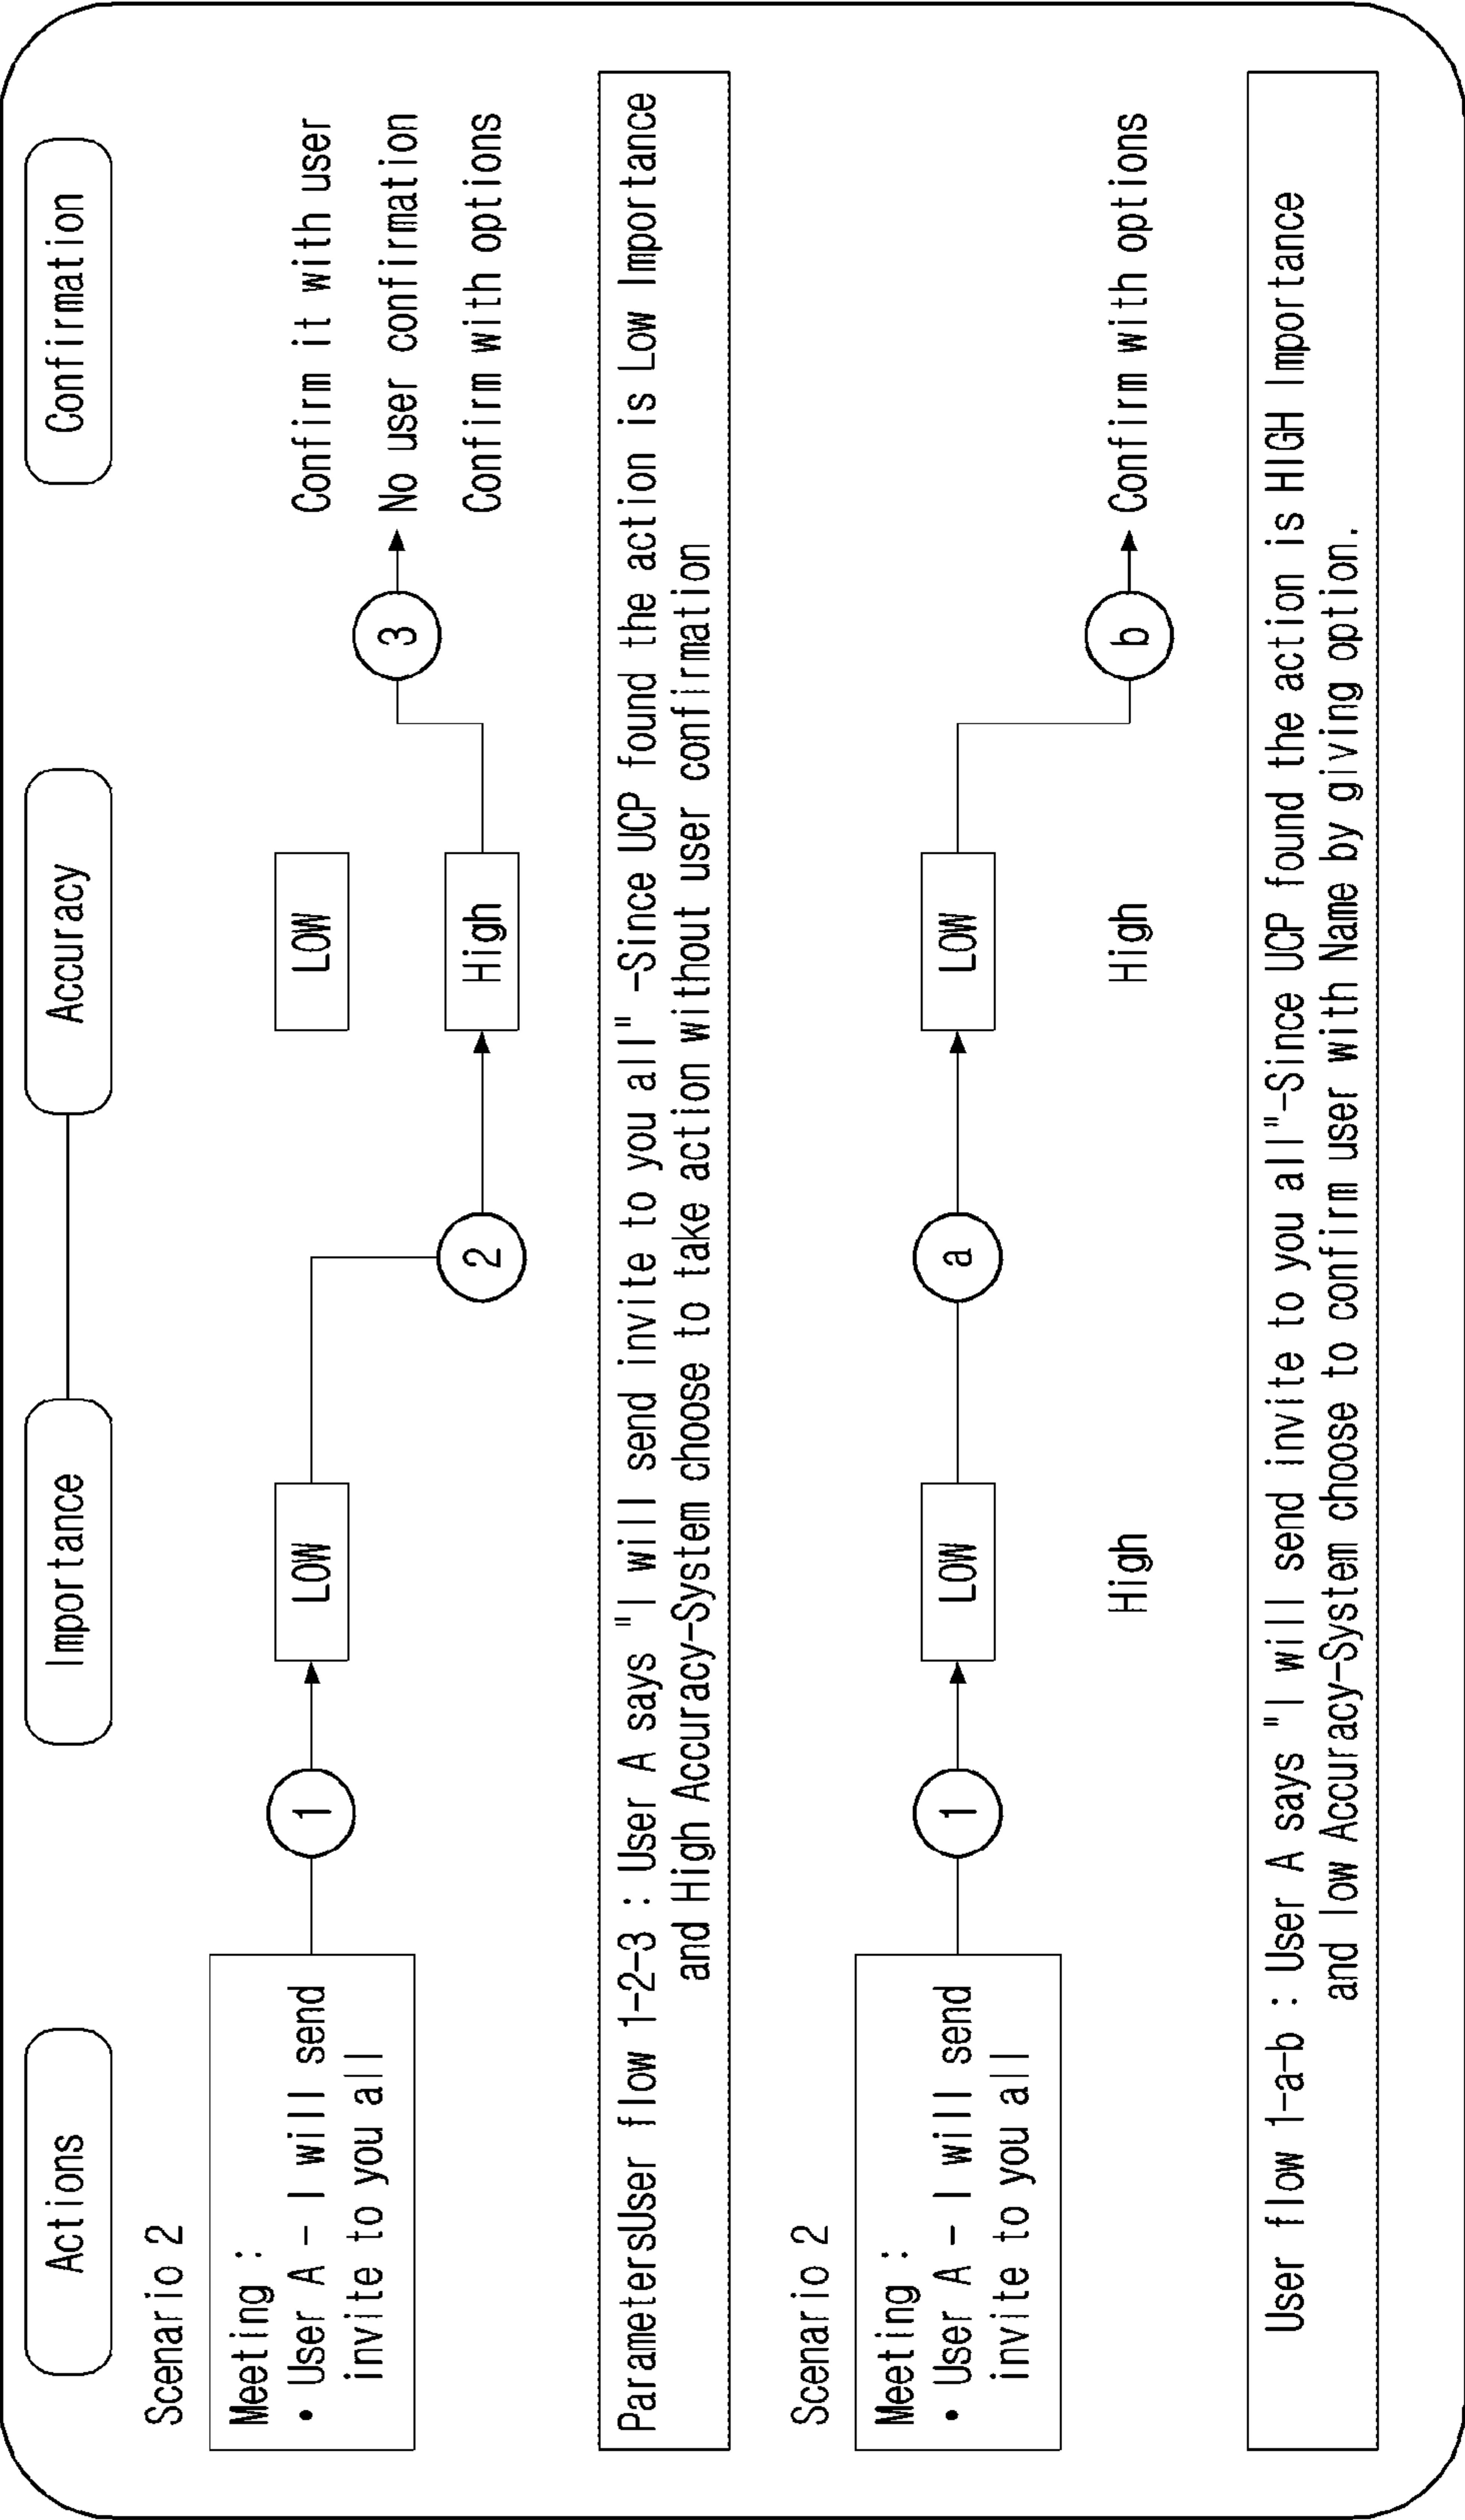 Actions
Importance
Accuracy
Confirmation
Scenario 2
Meeting :
• User A - I will send
invite to you all
1
LOW
2
LOW
High
3
Confirm it with user
No user confirmation
Confirm with options
ParametersUser flow 1-2-3 : User A says "I will send invite to you all" -Since UCP found the action is Low Importance
and High Accuracy-System choose to take action without user confirmation
Scenario 2
Meeting :
• User A - I will send
invite to you all
1
LOW
High
a
LOW
High
b
Confirm with options
User flow 1-a-b : User A says "I will send invite to you all"-Since UCP found the action is HIGH Importance
and low Accuracy-System choose to confirm user with Name by giving option.